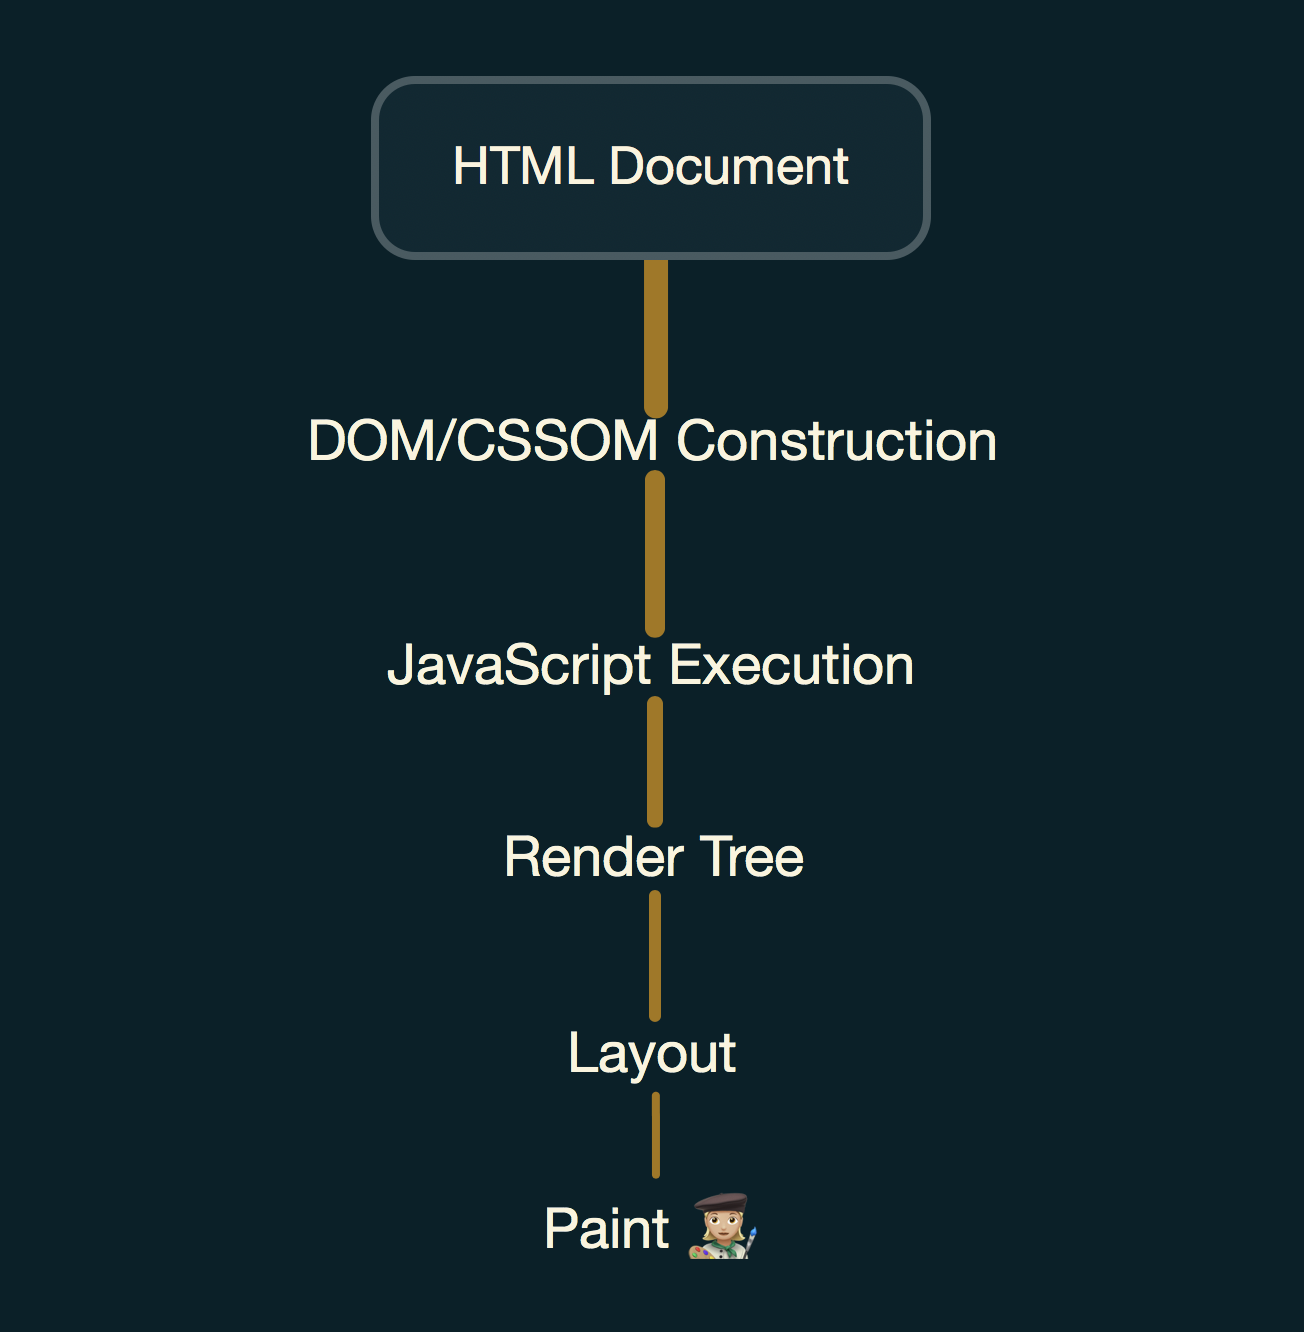 HTML Document
DOM/CSSOM Construction
JavaScript Execution
Render Tree
Layout
Paint 👩🏼‍🎨